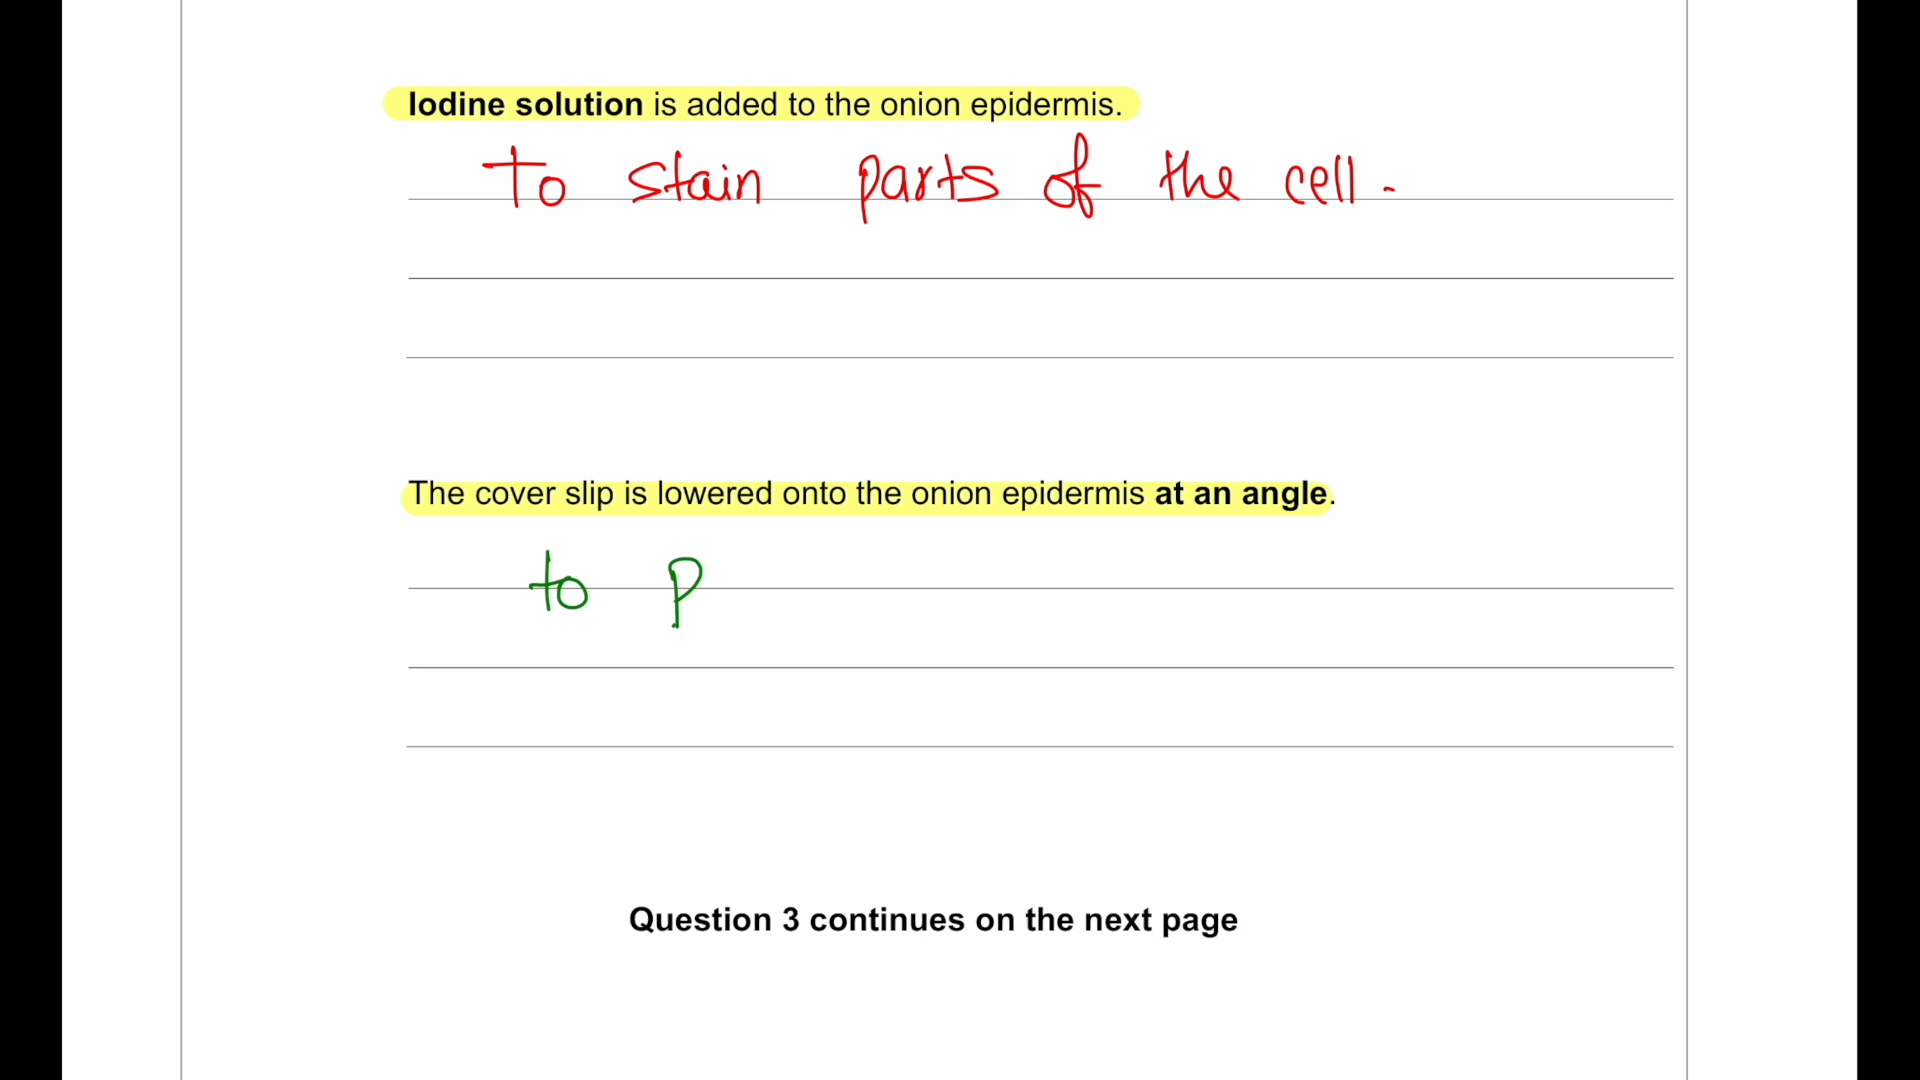 Iodine solution is added to the onion epidermis.
To stain parts of the cell.
The cover slip is lowered onto the onion epidermis at an angle.
to P
Question 3 continues on the next page